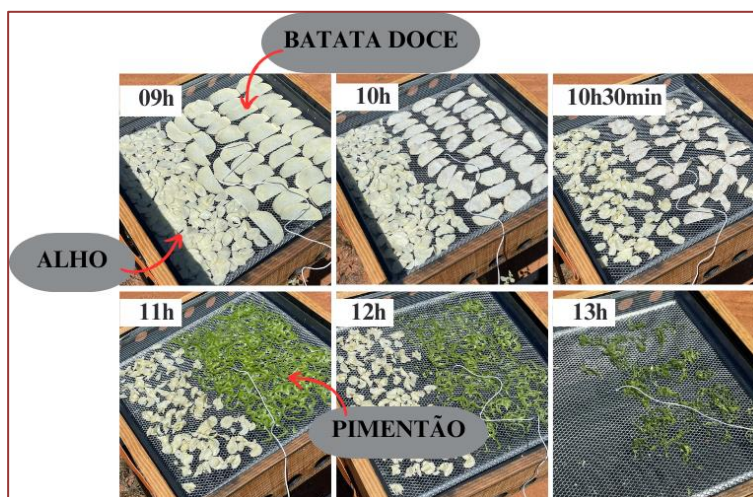 BATATA DOCE
09h
10h
10h30min
ALHO
11h
12h
13h
PIMENTÃO